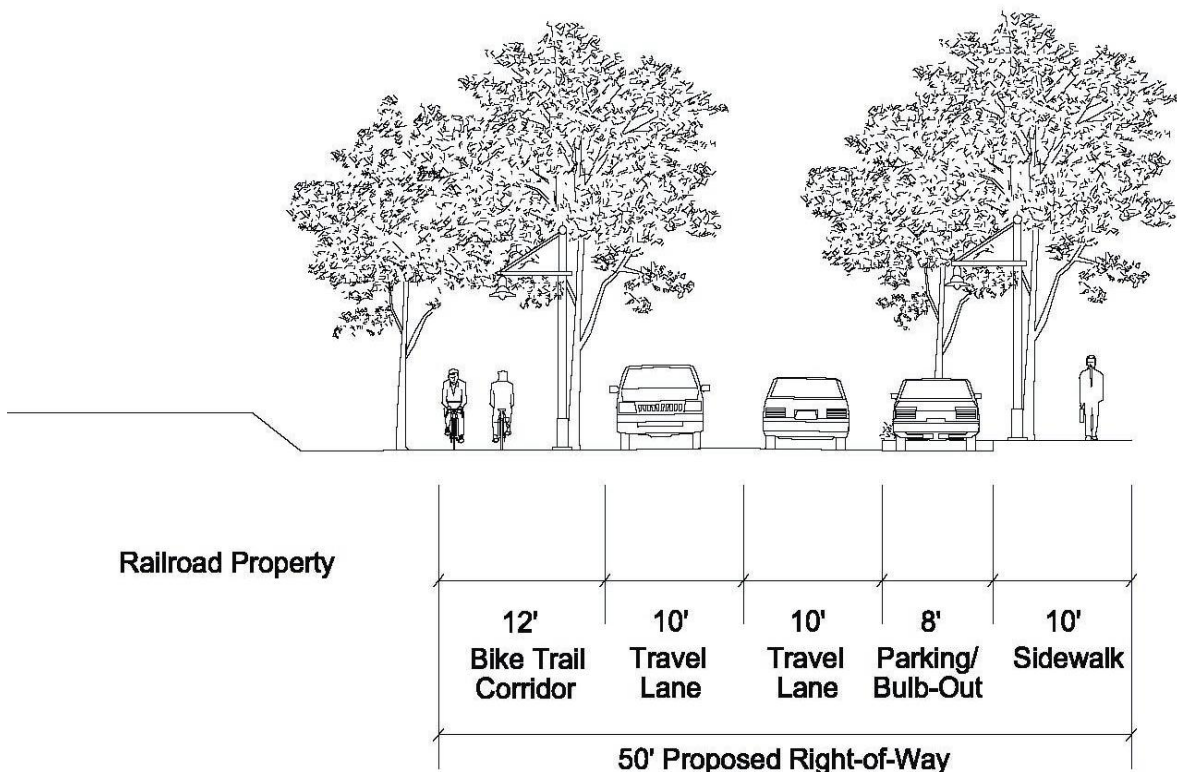 Railroad Property
12'
Bike Trail
Corridor
10'
Travel
Lane
10'
Travel
Lane
8'
Parking/
Bulb-Out
10'
Sidewalk
50' Proposed Right-of-Way